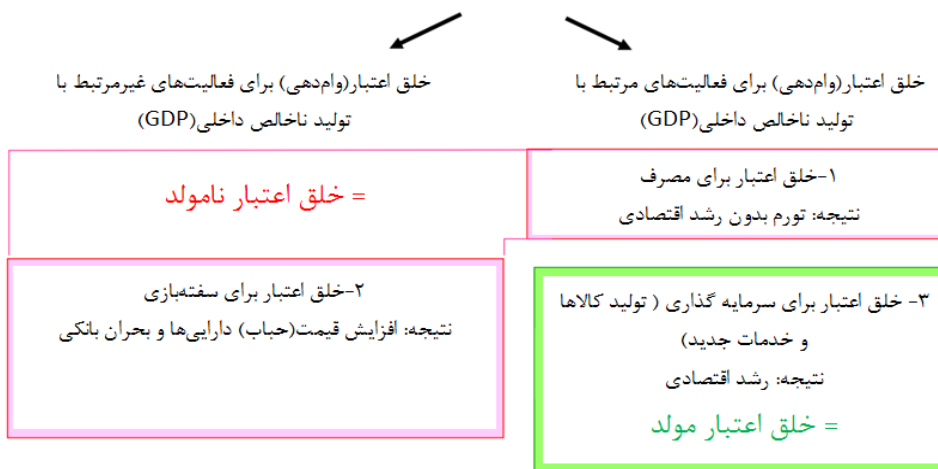 خلق اعتبار(وام‌دهی) برای فعالیت‌های مرتبط با
تولید ناخالص داخلی(GDP)
خلق اعتبار(وام‌دهی) برای فعالیت‌های غیرمرتبط با
تولید ناخالص داخلی(GDP)
۱-خلق اعتبار برای مصرف
نتیجه: تورم بدون رشد اقتصادی
= خلق اعتبار نامولد
۲-خلق اعتبار برای سفته‌بازی
نتیجه: افزایش قیمت(حباب) دارایی‌ها و بحران بانکی
۳- خلق اعتبار برای سرمایه گذاری ( تولید کالاها
و خدمات جدید)
نتیجه: رشد اقتصادی
= خلق اعتبار مولد